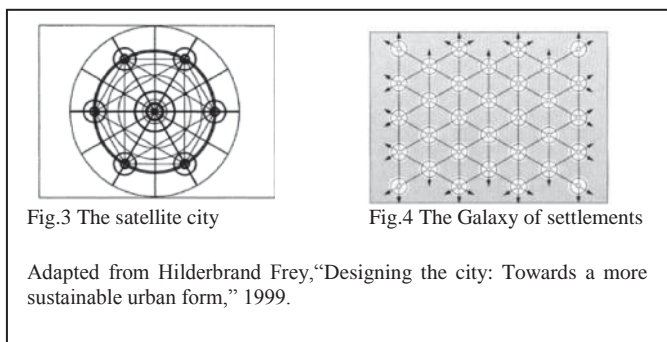 Fig.3 The satellite city
Fig.4 The Galaxy of settlements
Adapted from Hilderbrand Frey,“Designing the city: Towards a more
sustainable urban form,” 1999.